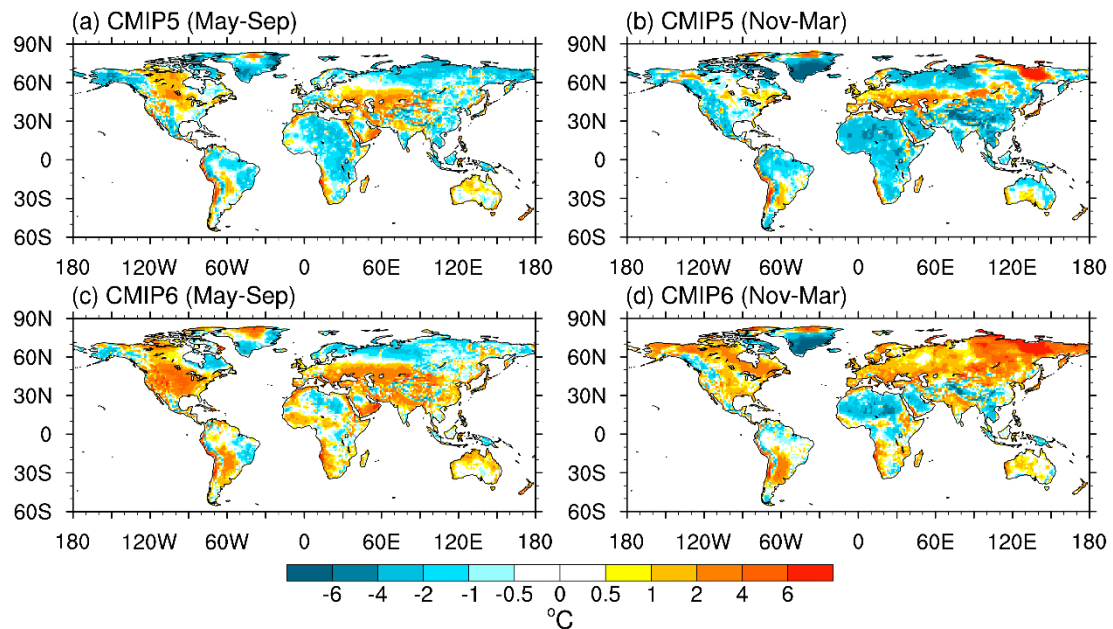 (a) CMIP5 (May-Sep)
(b) CMIP5 (Nov-Mar)
90N
60N
30N
0
30S
60S
180 120W 60W 0 60E 120E 180
90N
60N
30N
0
30S
60S
180 120W 60W 0 60E 120E 180
(c) CMIP6 (May-Sep)
(d) CMIP6 (Nov-Mar)
90N
60N
30N
0
30S
60S
180 120W 60W 0 60E 120E 180
90N
60N
30N
0
30S
60S
180 120W 60W 0 60E 120E 180
-6 -4 -2 -1 -0.5 0 0.5 1 2 4 6
°C